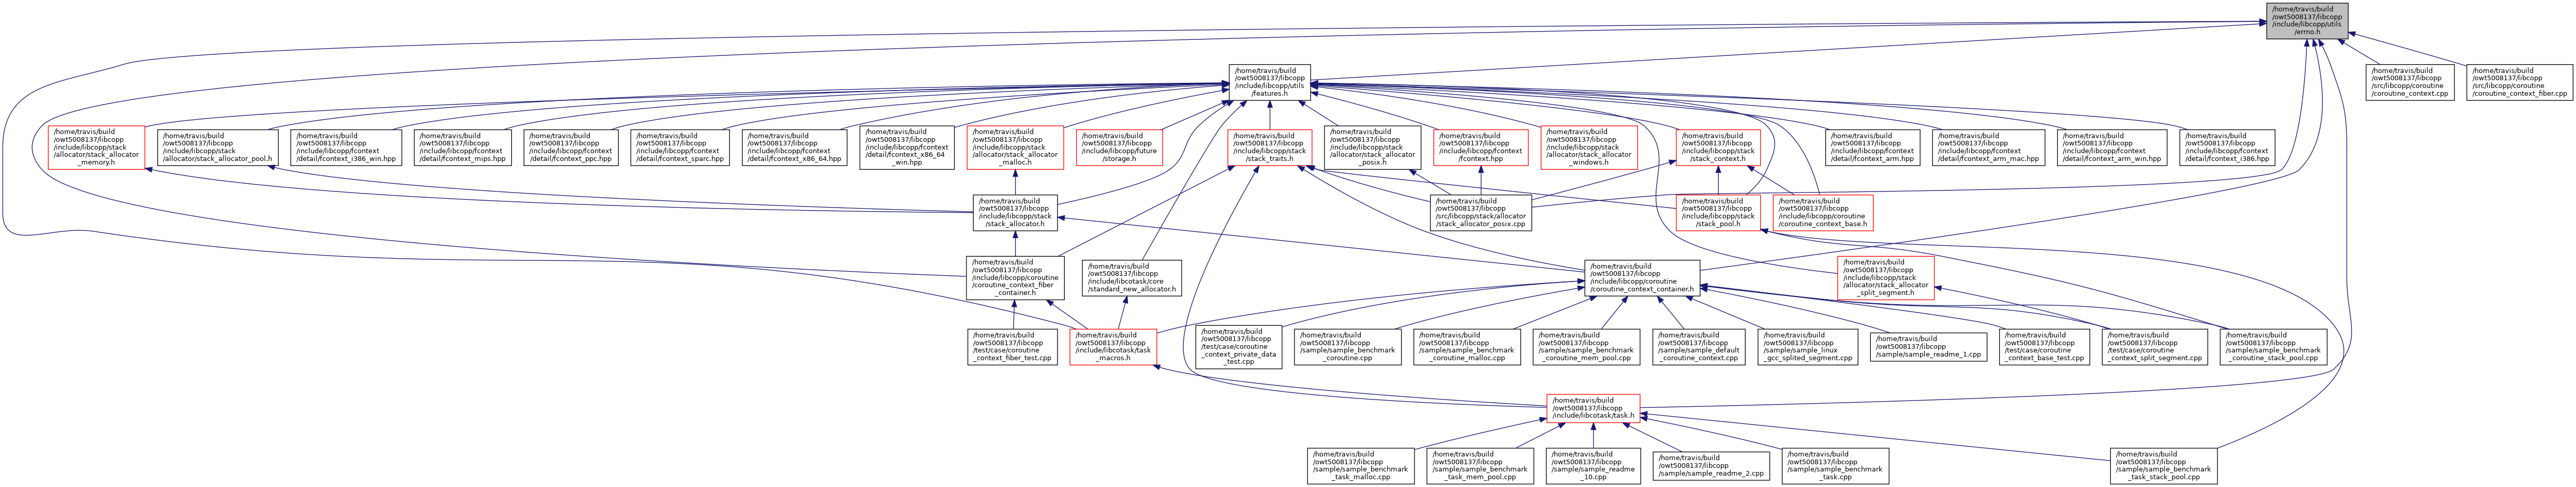 /home/travis/build
/owt5008137/libcopp
/include/libcopp/utils
/errno.h
/home/travis/build
/owt5008137/libcopp
/include/libcopp/utils
/features.h
/home/travis/build
/owt5008137/libcopp
/src/libcopp/coroutine
/coroutine_context.cpp
/home/travis/build
/owt5008137/libcopp
/src/libcopp/coroutine
/coroutine_context_fiber.cpp
/home/travis/build
/owt5008137/libcopp
/include/libcopp/stack
/allocator/stack_allocator
_memory.h
/home/travis/build
/owt5008137/libcopp
/include/libcopp/stack
/allocator/stack_allocator_pool.h
/home/travis/build
/owt5008137/libcopp
/include/libcopp/fcontext
/detail/fcontext_i386_win.hpp
/home/travis/build
/owt5008137/libcopp
/include/libcopp/fcontext
/detail/fcontext_mips.hpp
/home/travis/build
/owt5008137/libcopp
/include/libcopp/fcontext
/detail/fcontext_ppc.hpp
/home/travis/build
/owt5008137/libcopp
/include/libcopp/fcontext
/detail/fcontext_sparc.hpp
/home/travis/build
/owt5008137/libcopp
/include/libcopp/fcontext
/detail/fcontext_x86_64.hpp
/home/travis/build
/owt5008137/libcopp
/include/libcopp/fcontext
/detail/fcontext_x86_64
_win.hpp
/home/travis/build
/owt5008137/libcopp
/include/libcopp/stack
/allocator/stack_allocator
_malloc.h
/home/travis/build
/owt5008137/libcopp
/include/libcopp/future
/storage.h
/home/travis/build
/owt5008137/libcopp
/include/libcopp/stack
/stack_traits.h
/home/travis/build
/owt5008137/libcopp
/include/libcopp/stack
/allocator/stack_allocator
_posix.h
/home/travis/build
/owt5008137/libcopp
/include/libcopp/fcontext
/fcontext.hpp
/home/travis/build
/owt5008137/libcopp
/include/libcopp/stack
/allocator/stack_allocator
_windows.h
/home/travis/build
/owt5008137/libcopp
/include/libcopp/stack
/stack_context.h
/home/travis/build
/owt5008137/libcopp
/include/libcopp/fcontext
/detail/fcontext_arm.hpp
/home/travis/build
/owt5008137/libcopp
/include/libcopp/fcontext
/detail/fcontext_arm_mac.hpp
/home/travis/build
/owt5008137/libcopp
/include/libcopp/fcontext
/detail/fcontext_arm_win.hpp
/home/travis/build
/owt5008137/libcopp
/include/libcopp/fcontext
/detail/fcontext_i386.hpp
/home/travis/build
/owt5008137/libcopp
/include/libcopp/stack
/stack_allocator.h
/home/travis/build
/owt5008137/libcopp
/src/libcopp/stack/allocator
/stack_allocator_posix.cpp
/home/travis/build
/owt5008137/libcopp
/include/libcopp/stack
/stack_pool.h
/home/travis/build
/owt5008137/libcopp
/include/libcopp/coroutine
/coroutine_context_base.h
/home/travis/build
/owt5008137/libcopp
/include/libcopp/coroutine
/coroutine_context_fiber
_container.h
/home/travis/build
/owt5008137/libcopp
/include/libcotask/core
/standard_new_allocator.h
/home/travis/build
/owt5008137/libcopp
/include/libcopp/coroutine
/coroutine_context_container.h
/home/travis/build
/owt5008137/libcopp
/include/libcopp/stack
/allocator/stack_allocator
_split_segment.h
/home/travis/build
/owt5008137/libcopp
/test/case/coroutine
_context_fiber_test.cpp
/home/travis/build
/owt5008137/libcopp
/include/libcotask/task
_macros.h
/home/travis/build
/owt5008137/libcopp
/test/case/coroutine
_context_private_data
_test.cpp
/home/travis/build
/owt5008137/libcopp
/sample/sample_benchmark
_coroutine.cpp
/home/travis/build
/owt5008137/libcopp
/sample/sample_benchmark
_coroutine_malloc.cpp
/home/travis/build
/owt5008137/libcopp
/sample/sample_benchmark
_coroutine_mem_pool.cpp
/home/travis/build
/owt5008137/libcopp
/sample/sample_default
_coroutine_context.cpp
/home/travis/build
/owt5008137/libcopp
/sample/sample_linux
_gcc_splited_segment.cpp
/home/travis/build
/owt5008137/libcopp
/sample/sample_readme_1.cpp
/home/travis/build
/owt5008137/libcopp
/test/case/coroutine
_context_base_test.cpp
/home/travis/build
/owt5008137/libcopp
/test/case/coroutine
_context_split_segment.cpp
/home/travis/build
/owt5008137/libcopp
/sample/sample_benchmark
_coroutine_stack_pool.cpp
/home/travis/build
/owt5008137/libcopp
/include/libcotask/task.h
/home/travis/build
/owt5008137/libcopp
/sample/sample_benchmark
_task_malloc.cpp
/home/travis/build
/owt5008137/libcopp
/sample/sample_benchmark
_task_mem_pool.cpp
/home/travis/build
/owt5008137/libcopp
/sample/sample_readme
_10.cpp
/home/travis/build
/owt5008137/libcopp
/sample/sample_readme_2.cpp
/home/travis/build
/owt5008137/libcopp
/sample/sample_benchmark
_task.cpp
/home/travis/build
/owt5008137/libcopp
/sample/sample_benchmark
_task_stack_pool.cpp